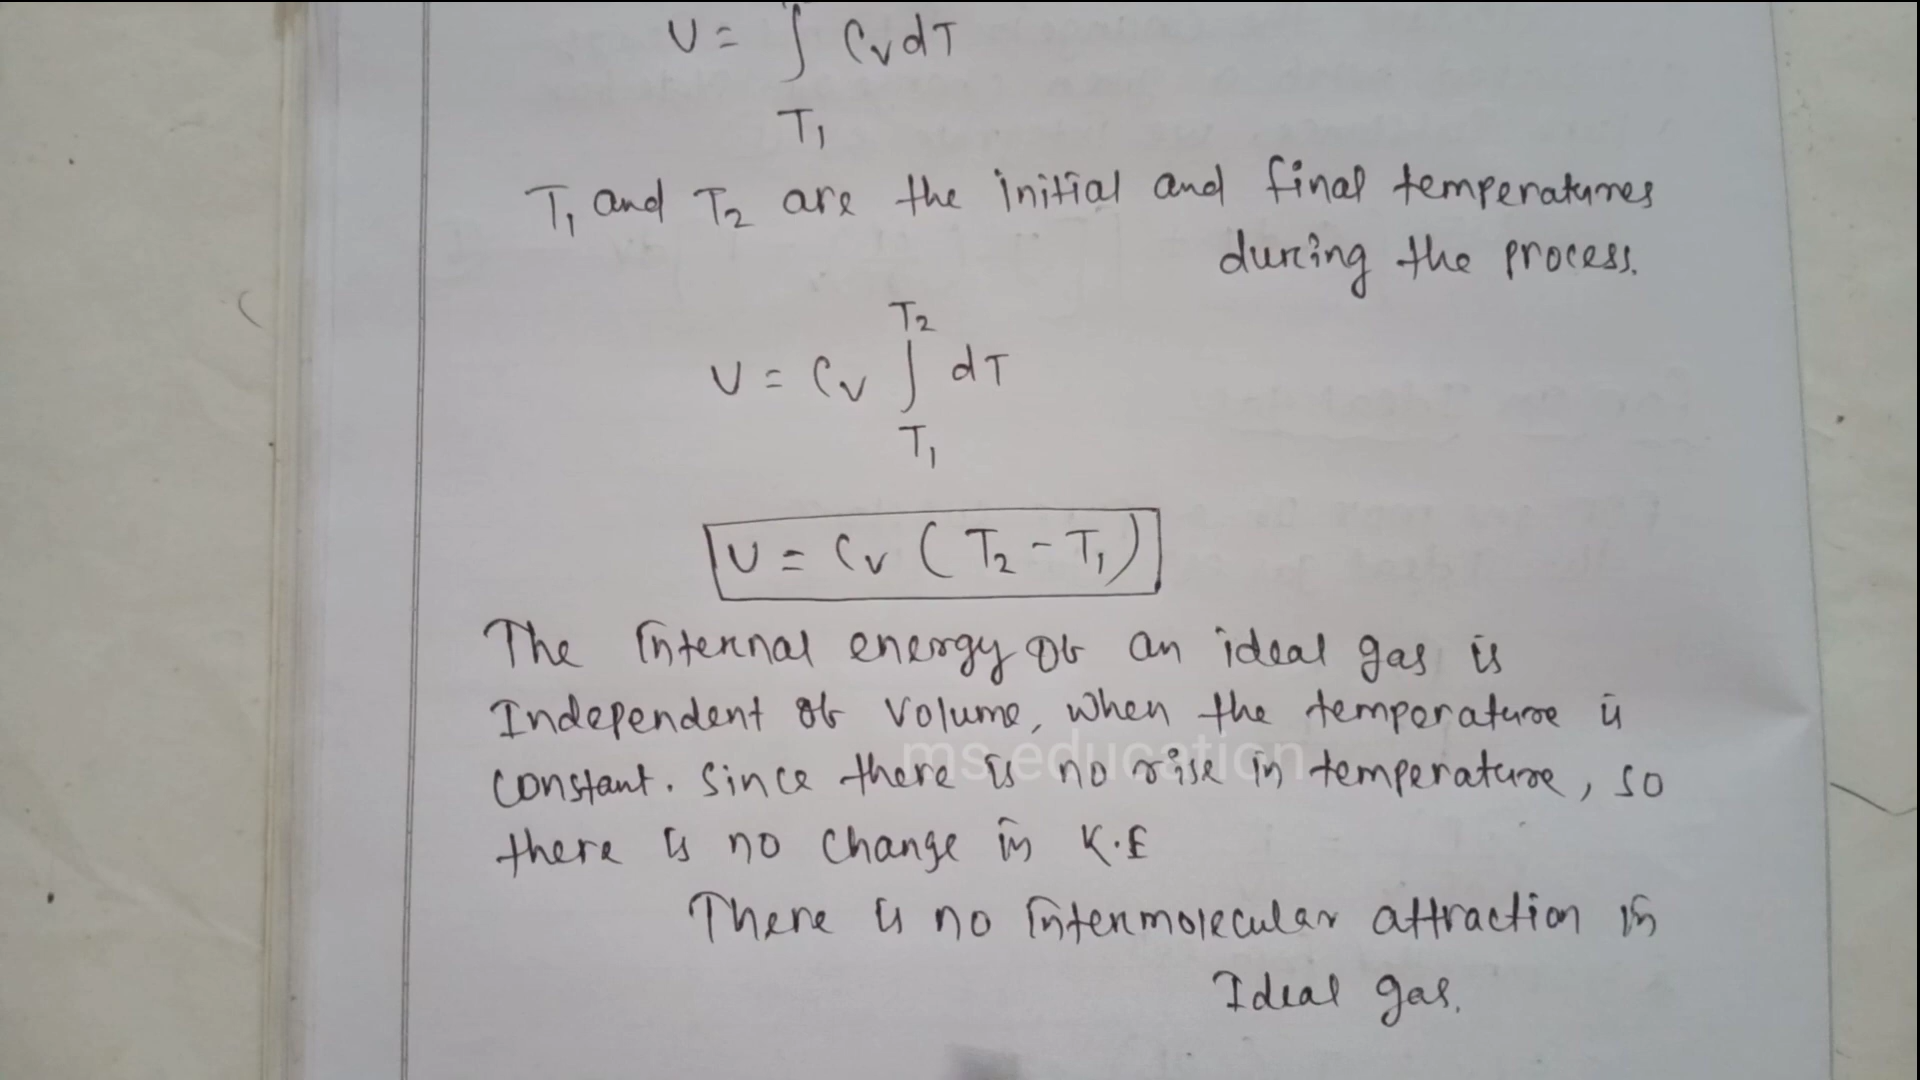 U = ∫ CvdT
T1
T1 and T2 are the initial and final temperatures
during the process.
T2
U = Cv ∫ dT
T1
U = Cv (T2 - T1)
The internal energy of an ideal gas is
Independent of volume, when the temperature is
constant. Since there is no rise in temperature, so
there is no change in K.E
There is no intermolecular attraction in
Ideal gas.
ms education